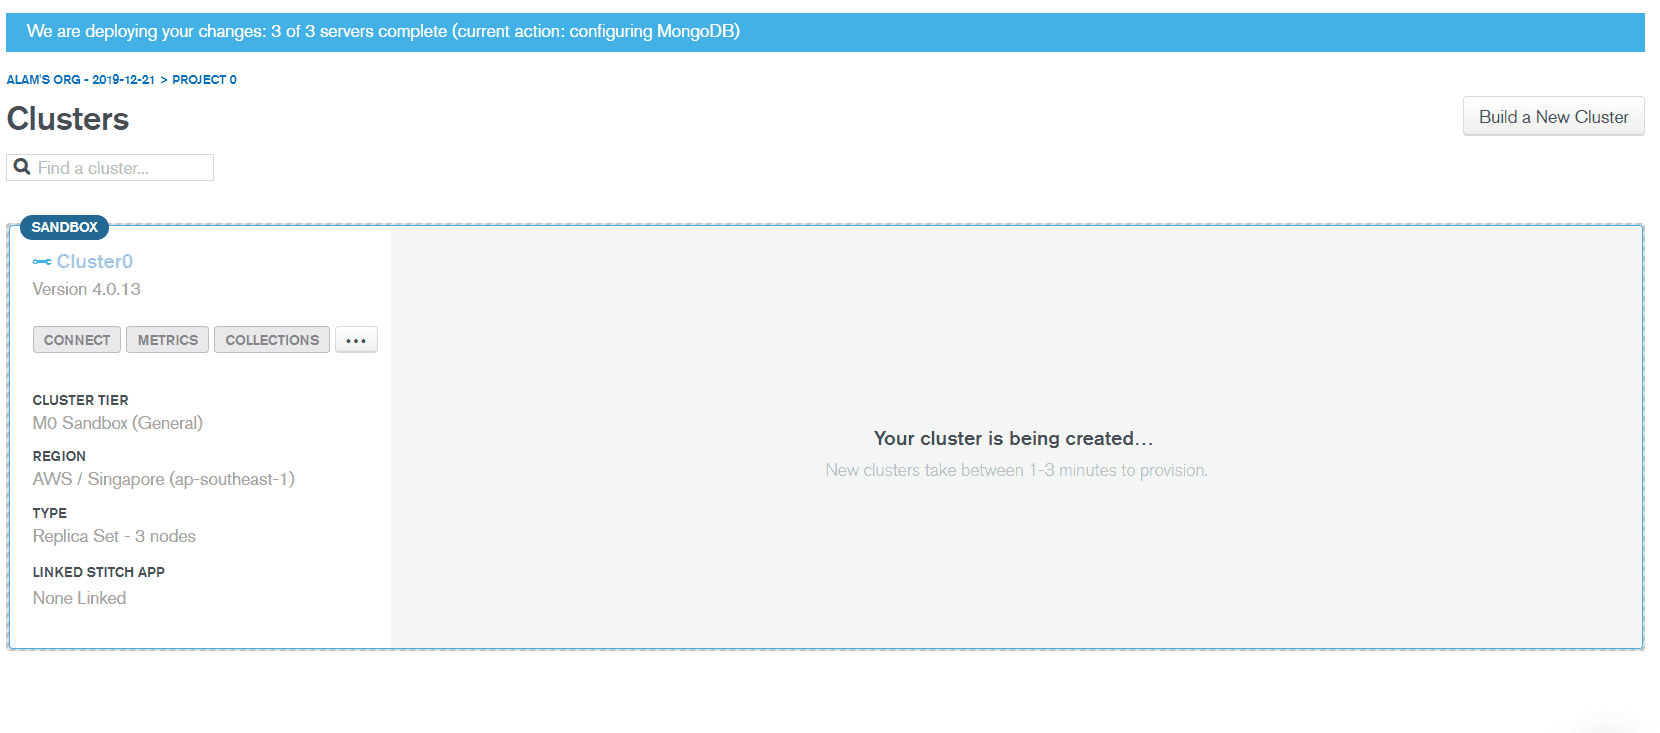 We are deploying your changes: 3 of 3 servers complete (current action: configuring MongoDB)
ALAM'S ORG - 2019-12-21 > PROJECT 0
Clusters
Build a New Cluster
Find a cluster...
SANDBOX
Cluster0
Version 4.0.13
CONNECT METRICS COLLECTIONS ...
CLUSTER TIER
M0 Sandbox (General)
REGION
AWS / Singapore (ap-southeast-1)
TYPE
Replica Set - 3 nodes
LINKED STITCH APP
None Linked
Your cluster is being created...
New clusters take between 1-3 minutes to provision.